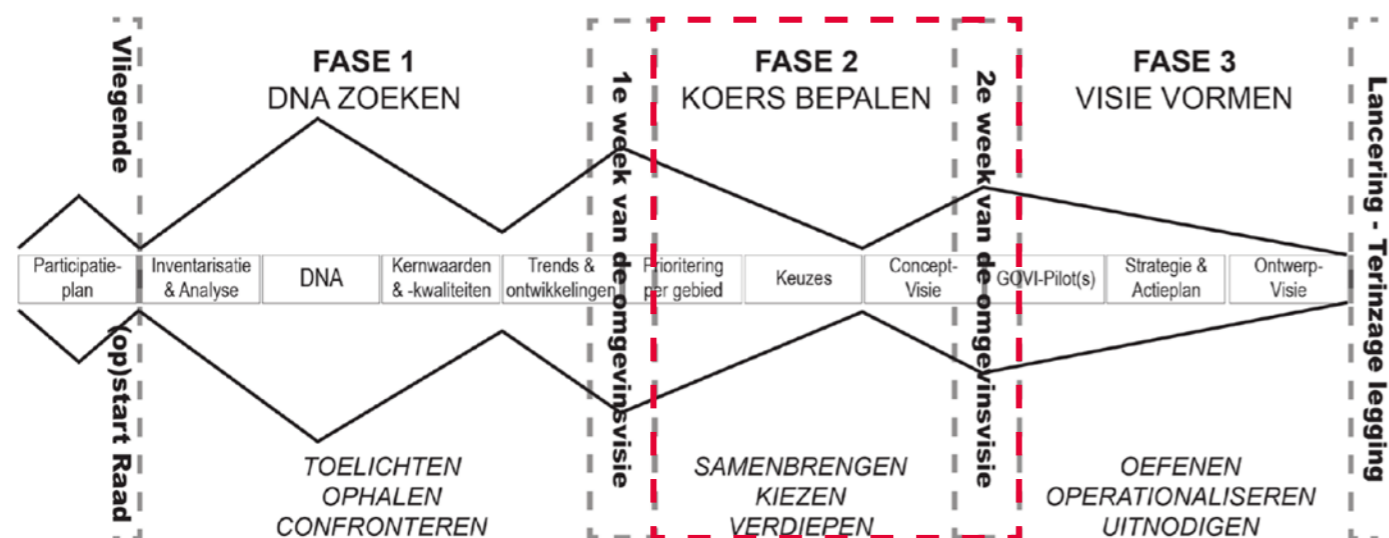 Vliegende
(op)start Raad
FASE 1
DNA ZOEKEN
1e week van de omgevinsvisie
FASE 2
KOERS BEPALEN
2e week van de omgevinsvisie
FASE 3
VISIE VORMEN
Lancering - Terinzage legging
Participatie-
plan
Inventarisatie
& Analyse
DNA
Kernwaarden
& -kwaliteiten
Trends &
ontwikkelingen
Prioritering
per gebied
Keuzes
Concept-
Visie
GOVI-Pilot(s)
Strategie &
Actieplan
Ontwerp-
Visie
TOELICHTEN
OPHALEN
CONFRONTEREN
SAMENBRENGEN
KIEZEN
VERDIEPEN
OEFENEN
OPERATIONALISEREN
UITNODIGEN